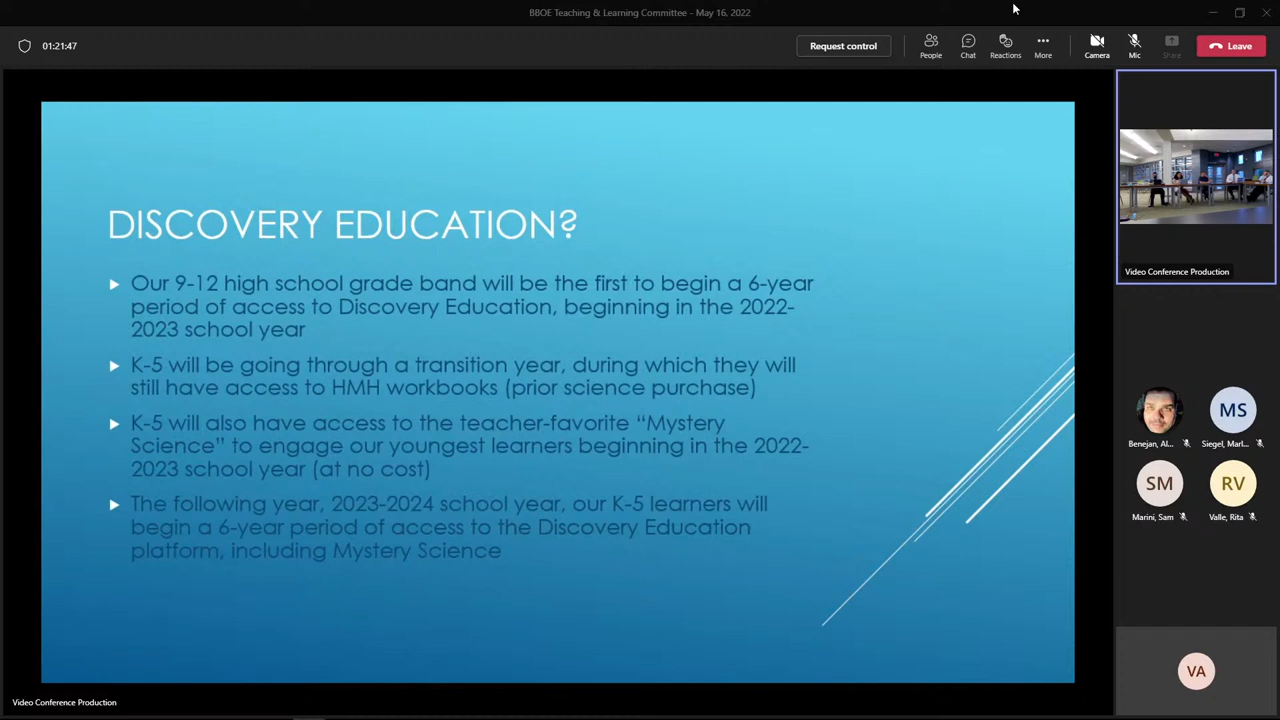 BBOE Teaching & Learning Committee - May 16, 2022
01:21:47
Request control
People
Chat
Reactions
More
Camera
Mic
Share
Leave
DISCOVERY EDUCATION?
Our 9-12 high school grade band will be the first to begin a 6-year
period of access to Discovery Education, beginning in the 2022-
2023 school year
K-5 will be going through a transition year, during which they will
still have access to HMH workbooks (prior science purchase)
K-5 will also have access to the teacher-favorite “Mystery
Science” to engage our youngest learners beginning in the 2022-
2023 school year (at no cost)
The following year, 2023-2024 school year, our K-5 learners will
begin a 6-year period of access to the Discovery Education
platform, including Mystery Science
Video Conference Production
Video Conference Production
Benejan, Al...
MS
Siegel, Marl...
SM
Marini, Sam
RV
Valle, Rita
VA